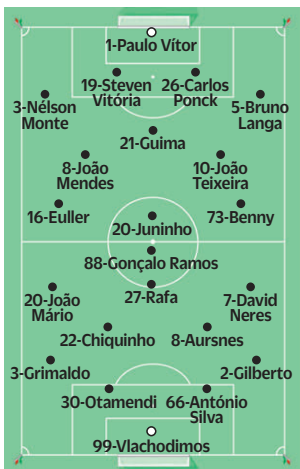 1-Paulo Vítor
19-Steven
Vitória
26-Carlos
Ponck
3-Nélson
Monte
5-Bruno
Langa
21-Guima
8-João
Mendes
10-João
Teixeira
16-Euller
73-Benny
20-Juninho
88-Gonçalo Ramos
27-Rafa
20-João
Mário
7-David
Neres
22-Chiquinho
8-Aursnes
3-Grimaldo
2-Gilberto
30-Otamendi
66-António
Silva
99-Vlachodimos